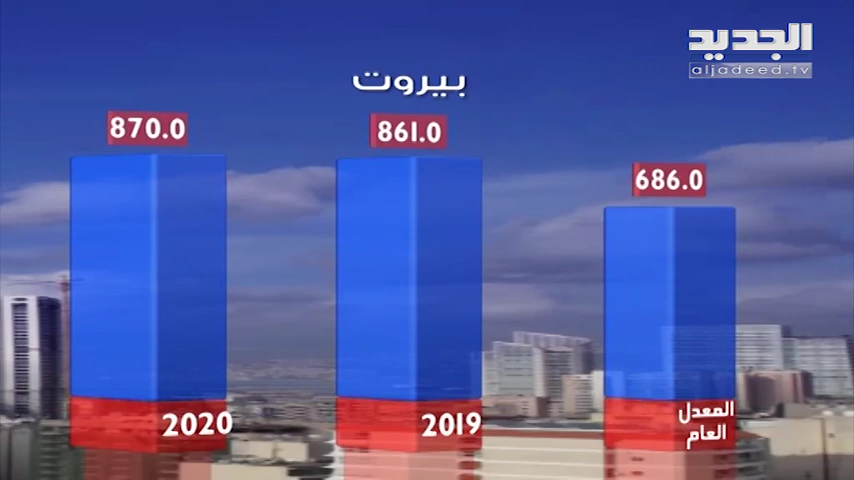 الجديد
aljadeed.tv
بيروت
686.0
861.0
870.0
المعدل
العام
2019
2020